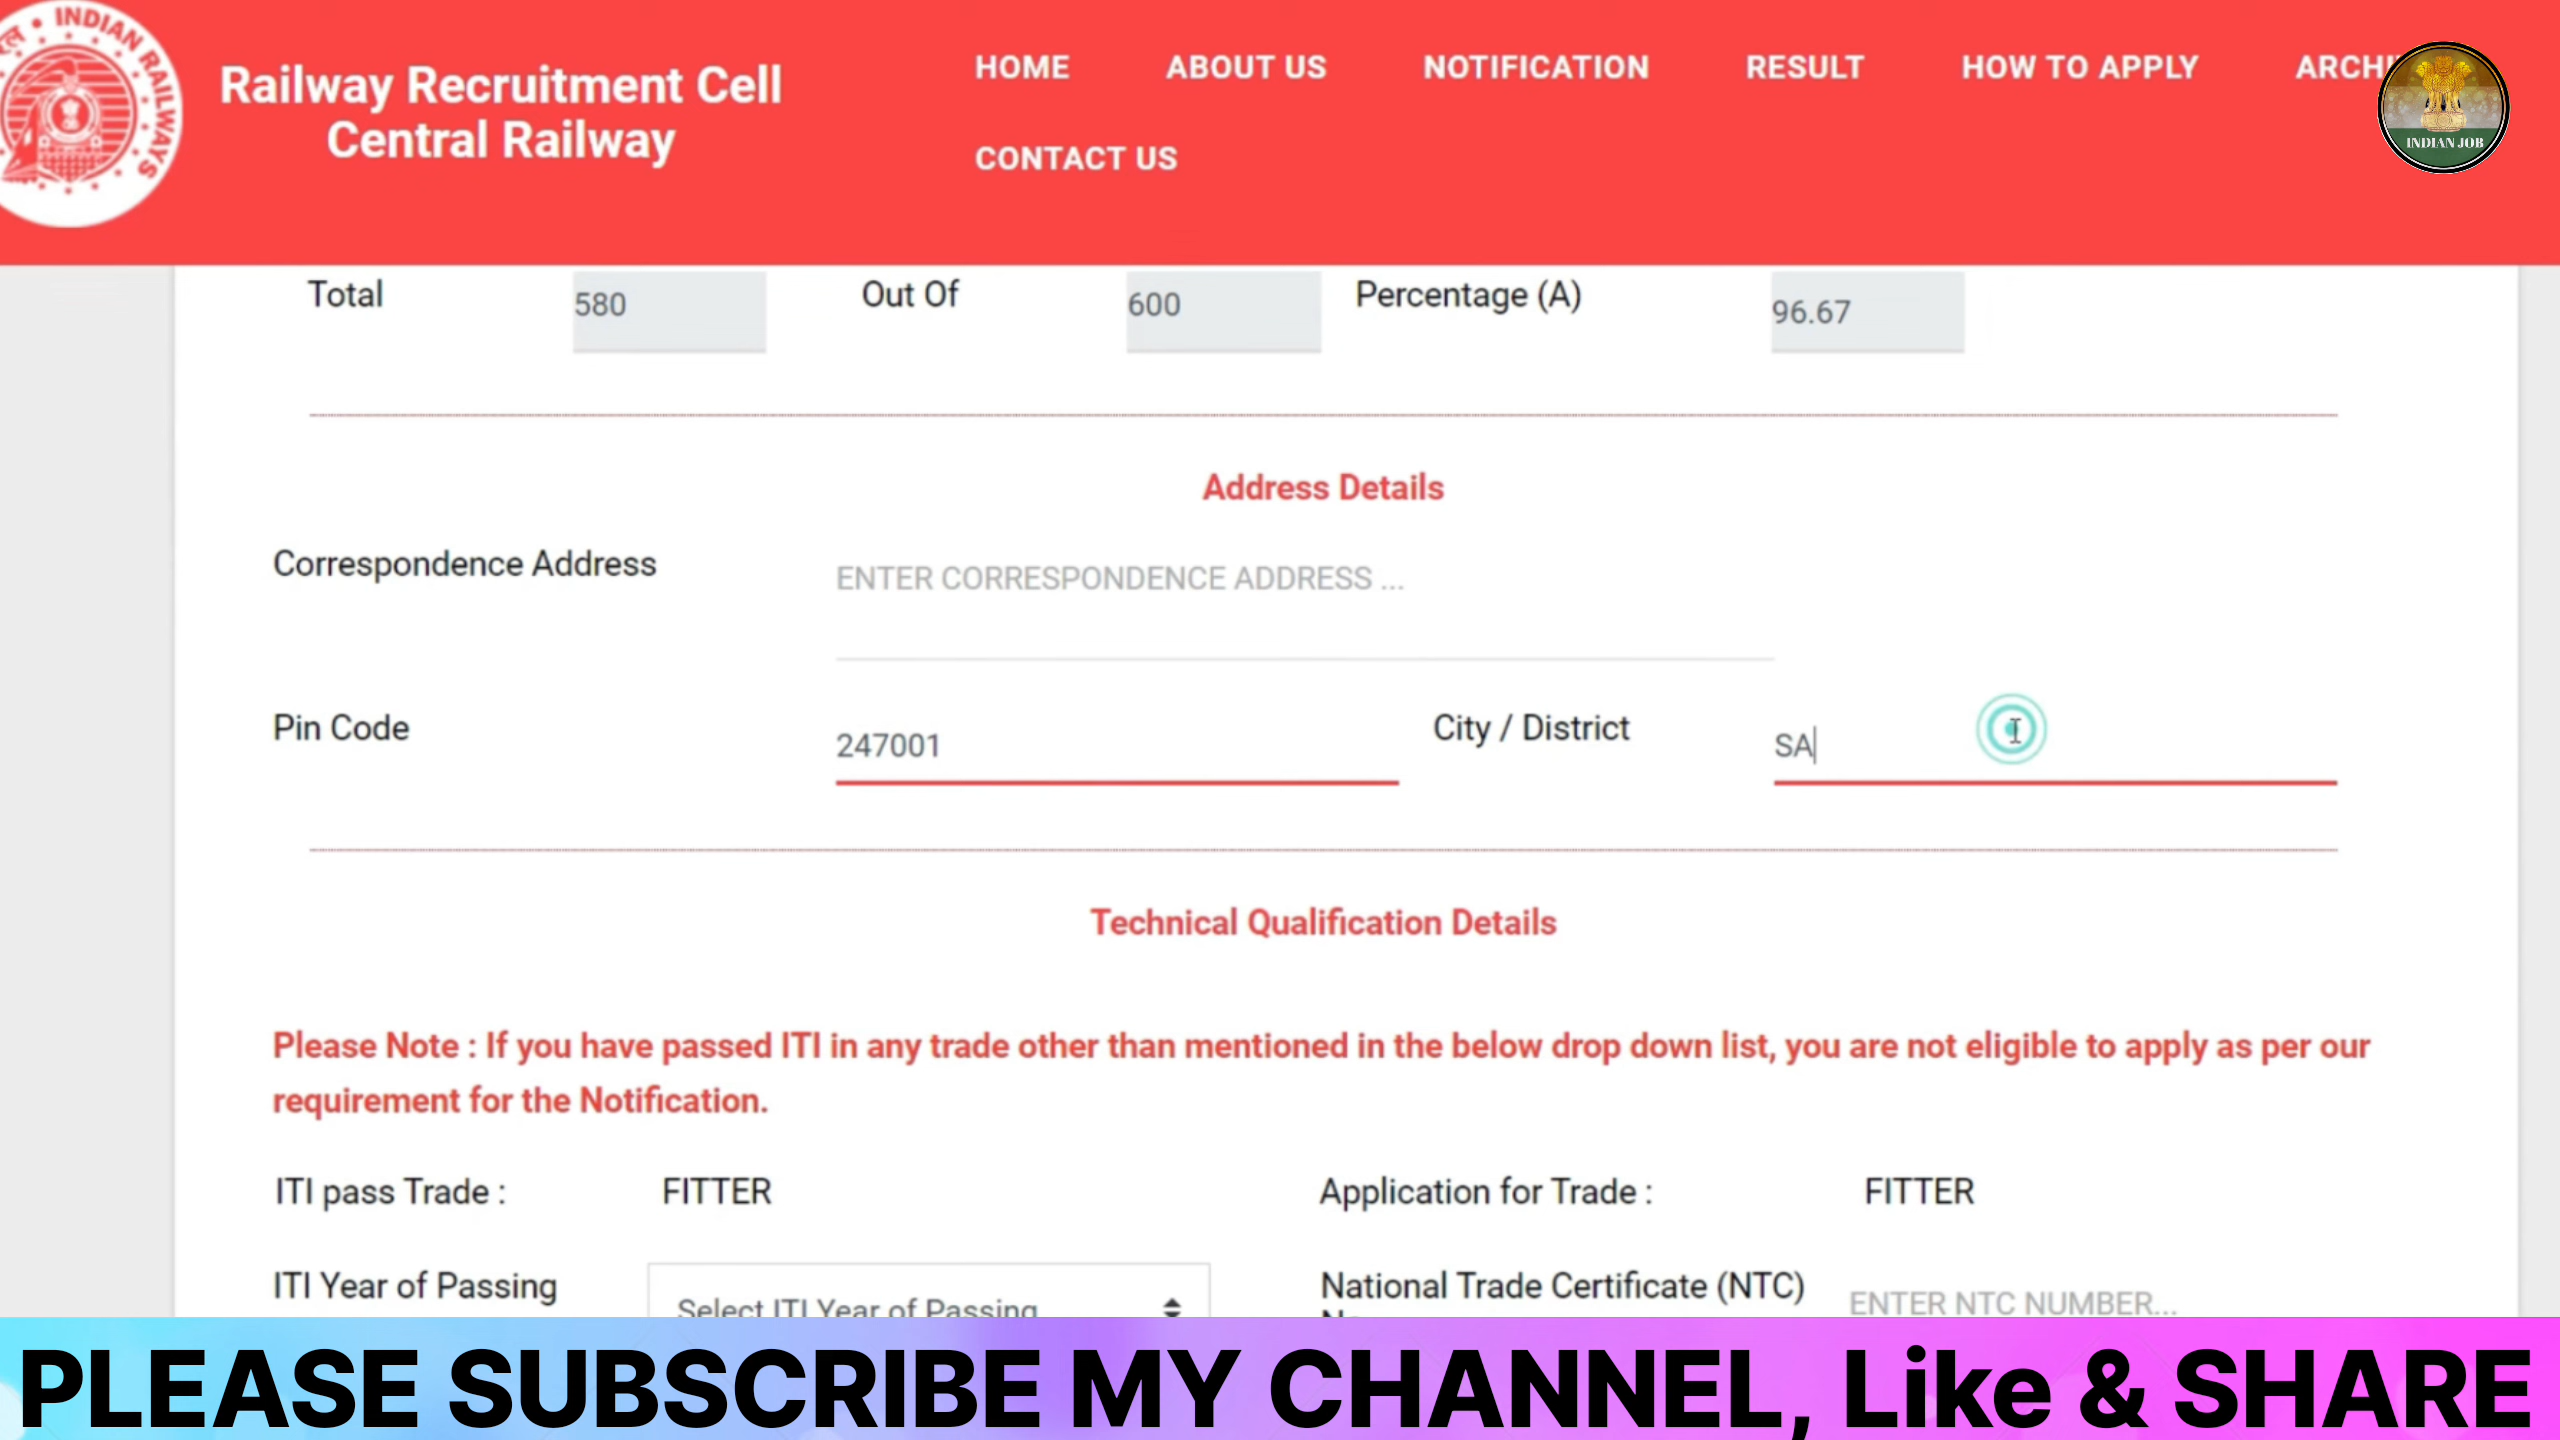 INDIAN RAILWAYS
Railway Recruitment Cell
Central Railway
HOME ABOUT US NOTIFICATION RESULT HOW TO APPLY
CONTACT US
INDIAN JOB
Total 580 Out Of 600 Percentage (A) 96.67
Address Details
Correspondence Address ENTER CORRESPONDENCE ADDRESS ...
Pin Code 247001 City / District SA
Technical Qualification Details
Please Note : If you have passed ITI in any trade other than mentioned in the below drop down list, you are not eligible to apply as per our
requirement for the Notification.
ITI pass Trade : FITTER Application for Trade : FITTER
ITI Year of Passing Select ITI Year of Passing National Trade Certificate (NTC) ENTER NTC NUMBER...
PLEASE SUBSCRIBE MY CHANNEL, Like & SHARE